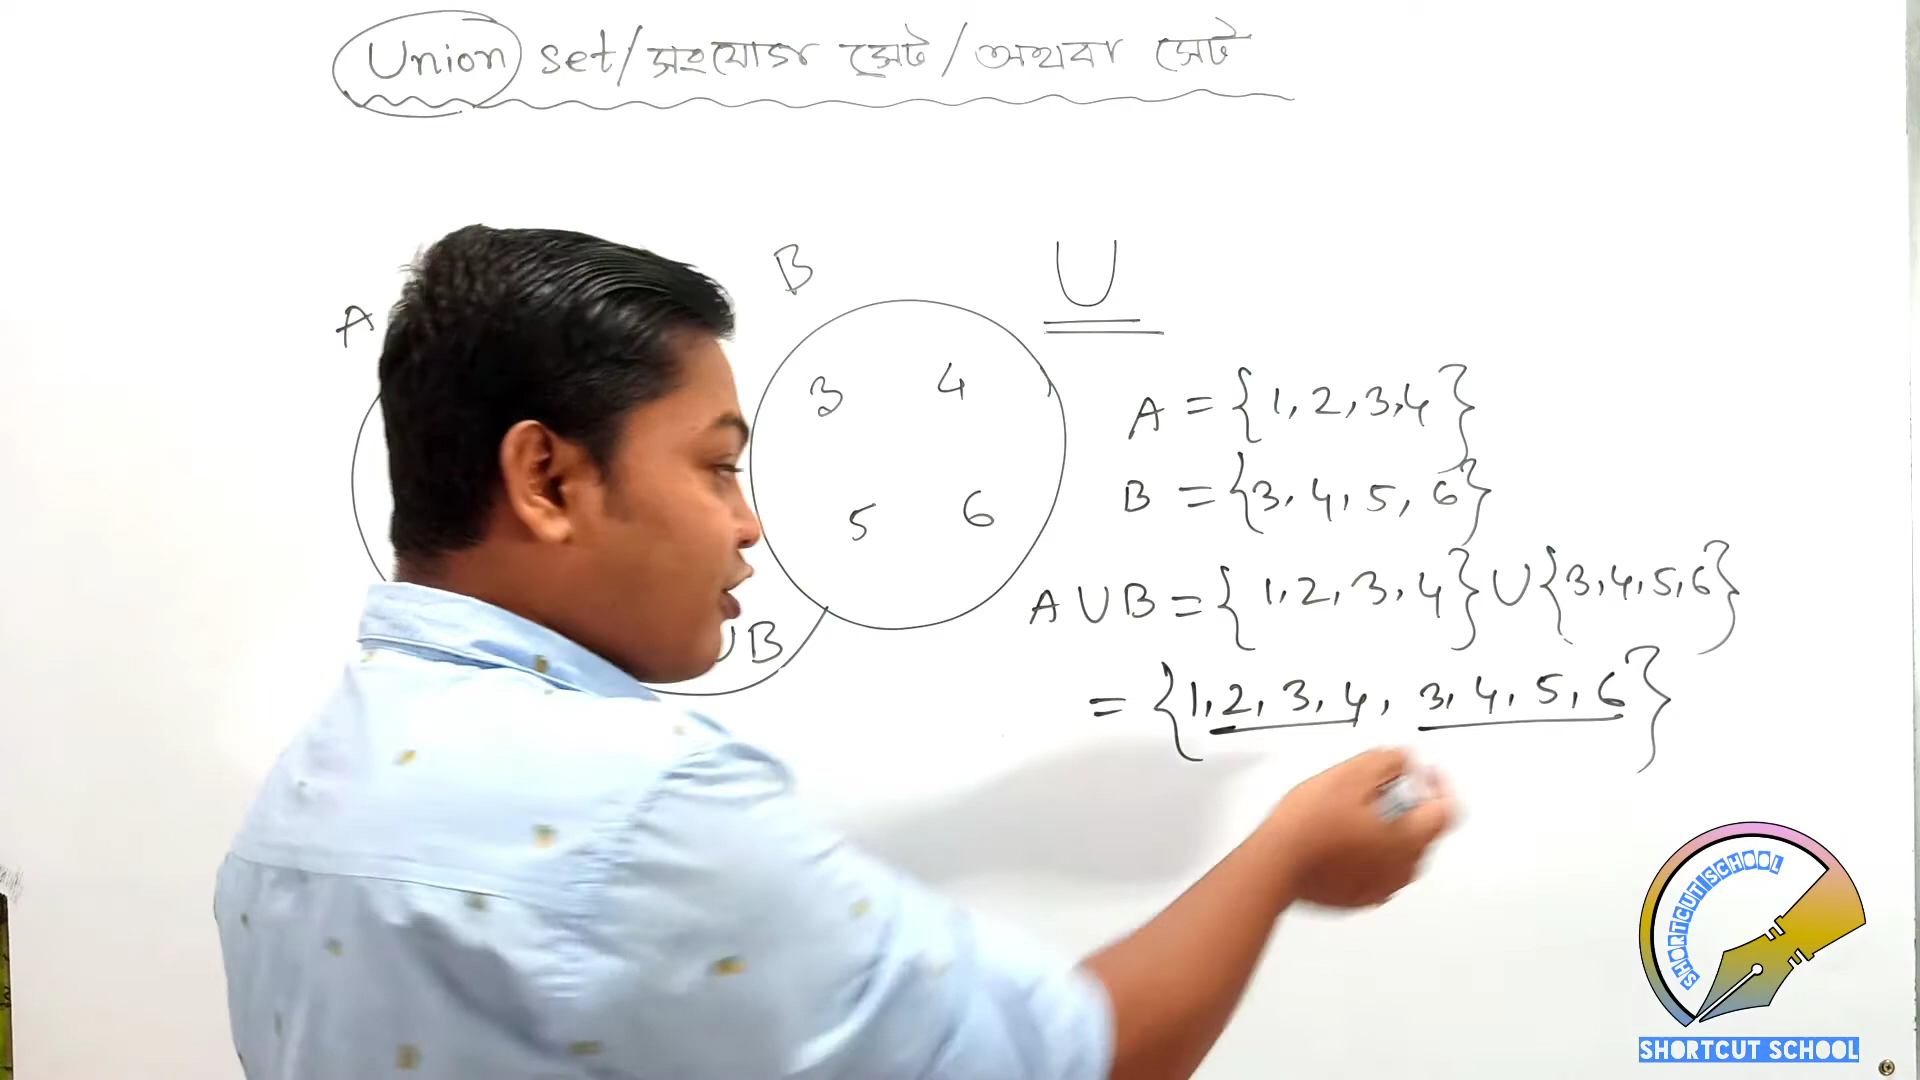 Union set/সংযোগ সেট/অথবা সেট
B
U
A
3 4
5 6
A = {1, 2, 3, 4}
B = {3, 4, 5, 6}
A U B = {1, 2, 3, 4} U {3, 4, 5, 6}
UB
= {1, 2, 3, 4, 3, 4, 5, 6}
SHORTCUT SCHOOL
SHORTCUT SCHOOL